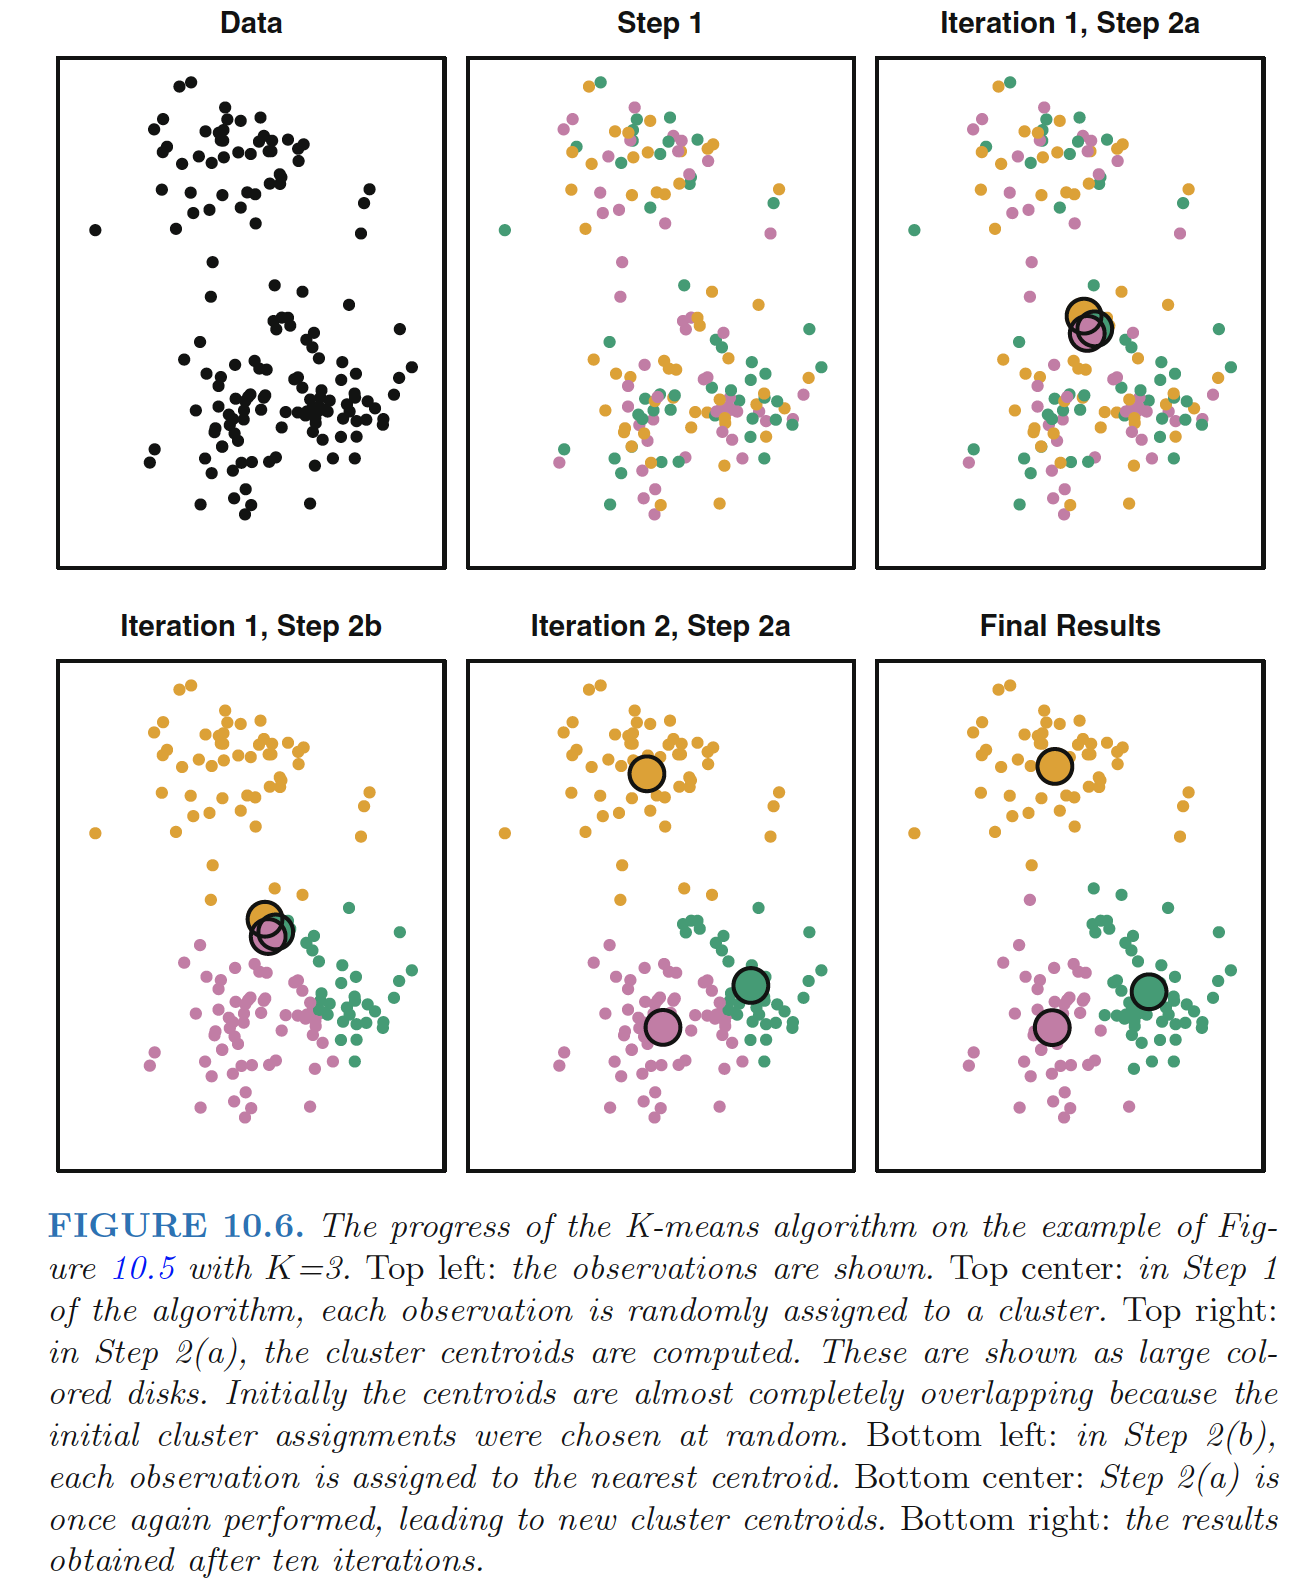 Data
Step 1
Iteration 1, Step 2a
Iteration 1, Step 2b
Iteration 2, Step 2a
Final Results
FIGURE 10.6. The progress of the K-means algorithm on the example of Fig-
ure 10.5 with K=3. Top left: the observations are shown. Top center: in Step 1
of the algorithm, each observation is randomly assigned to a cluster. Top right:
in Step 2(a), the cluster centroids are computed. These are shown as large col-
ored disks. Initially the centroids are almost completely overlapping because the
initial cluster assignments were chosen at random. Bottom left: in Step 2(b),
each observation is assigned to the nearest centroid. Bottom center: Step 2(a) is
once again performed, leading to new cluster centroids. Bottom right: the results
obtained after ten iterations.